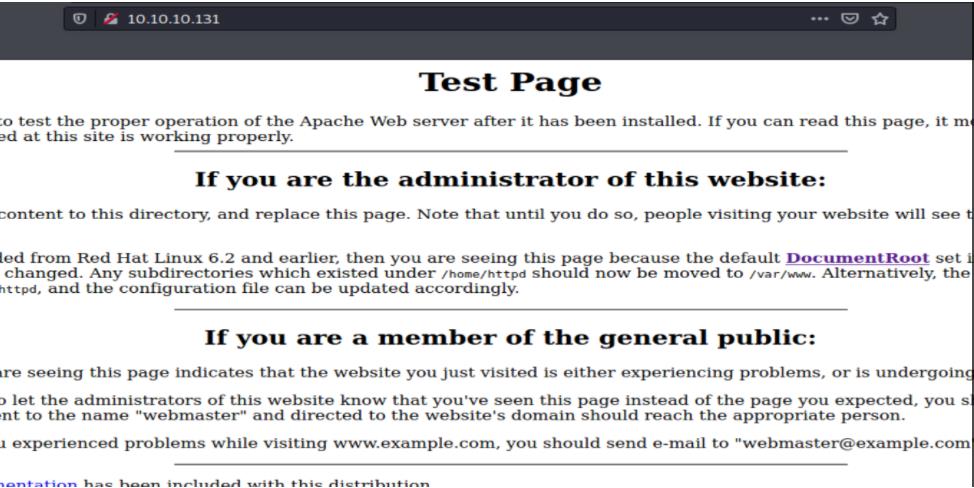 10.10.10.131
Test Page
to test the proper operation of the Apache Web server after it has been installed. If you can read this page, it
ed at this site is working properly.
If you are the administrator of this website:
content to this directory, and replace this page. Note that until you do so, people visiting your website will see
ded from Red Hat Linux 6.2 and earlier, then you are seeing this page because the default DocumentRoot set
changed. Any subdirectories which existed under /home/httpd should now be moved to /var/www. Alternatively, the
httpd, and the configuration file can be updated accordingly.
If you are a member of the general public:
are seeing this page indicates that the website you just visited is either experiencing problems, or is undergoing
o let the administrators of this website know that you've seen this page instead of the page you expected, you
ent to the name "webmaster" and directed to the website's domain should reach the appropriate person.
u experienced problems while visiting www.example.com, you should send e-mail to "webmaster@example.com"
mentation has been included with this distribution.